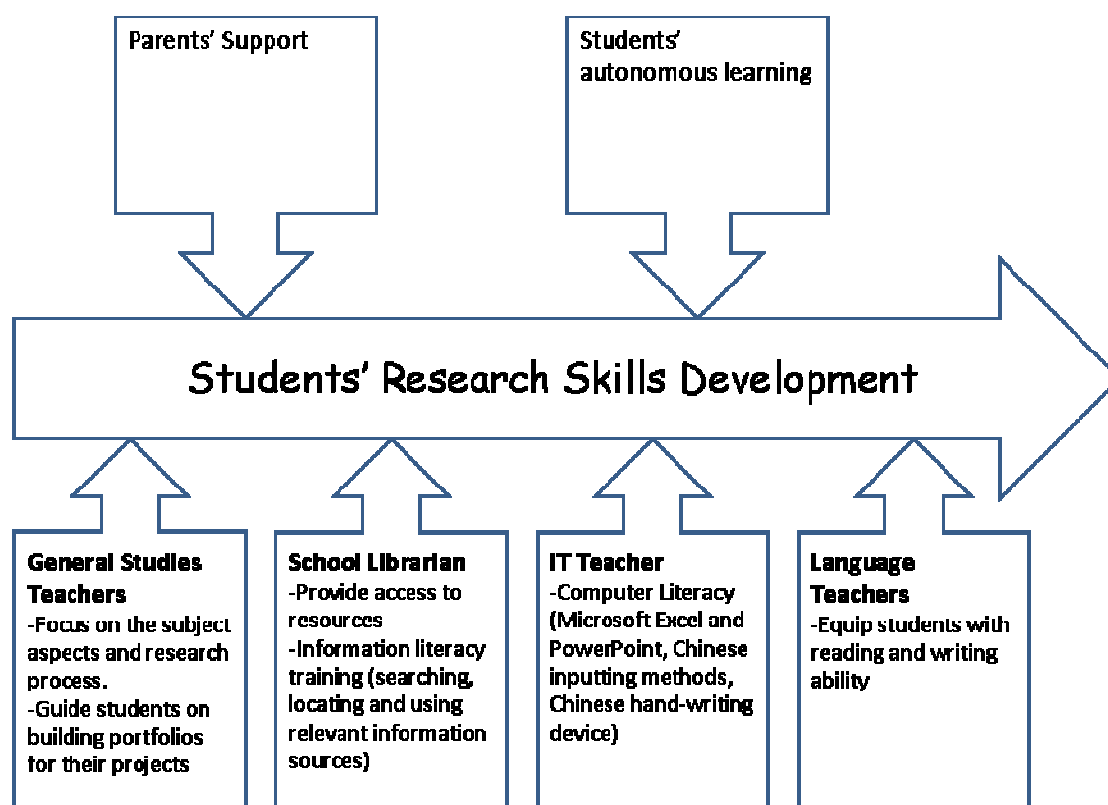 Parents' Support
Students'
autonomous learning
Students' Research Skills Development
General Studies
Teachers
-Focus on the subject
aspects and research
process.
-Guide students on
building portfolios
for their projects
School Librarian
-Provide access to
resources
-Information literacy
training (searching,
locating and using
relevant information
sources)
IT Teacher
-Computer Literacy
(Microsoft Excel and
PowerPoint, Chinese
inputting methods,
Chinese hand-writing
device)
Language
Teachers
-Equip students with
reading and writing
ability